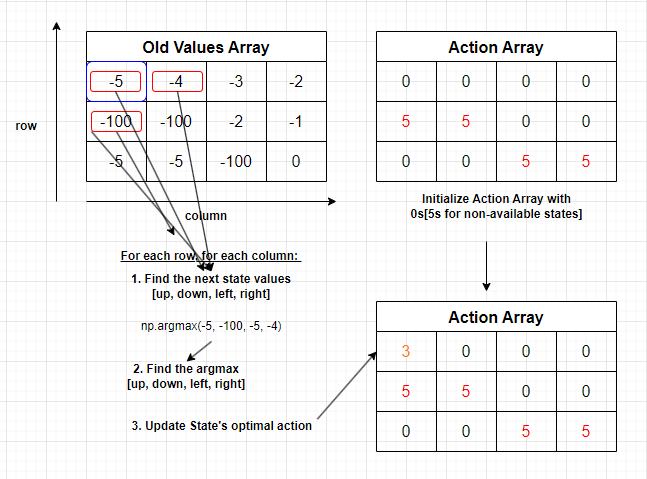 Old Values Array
-5 -4 -3 -2
-100 -100 -2 -1
-5 -5 -100 0
row
column
Action Array
0 0 0 0
5 5 0 0
0 0 5 5
Initialize Action Array with
0s[5s for non-available states]
For each row, for each column:
1. Find the next state values
[up, down, left, right]
np.argmax(-5, -100, -5, -4)
2. Find the argmax
[up, down, left, right]
3. Update State's optimal action
Action Array
3 0 0 0
5 5 0 0
0 0 5 5